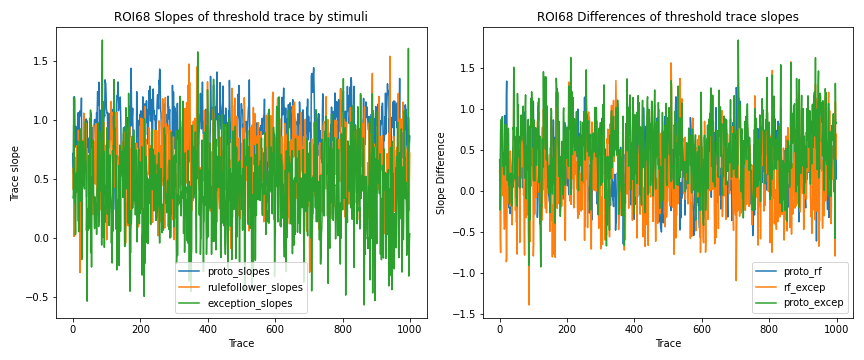 ROI68 Slopes of threshold trace by stimuli
Trace slope
1.5
1.0
0.5
0.0
−0.5
0
200
400
600
800
1000
Trace
proto_slopes
rulefollower_slopes
exception_slopes
ROI68 Differences of threshold trace slopes
Slope Difference
1.5
1.0
0.5
0.0
−0.5
−1.0
−1.5
0
200
400
600
800
1000
Trace
proto_rf
rf_excep
proto_excep